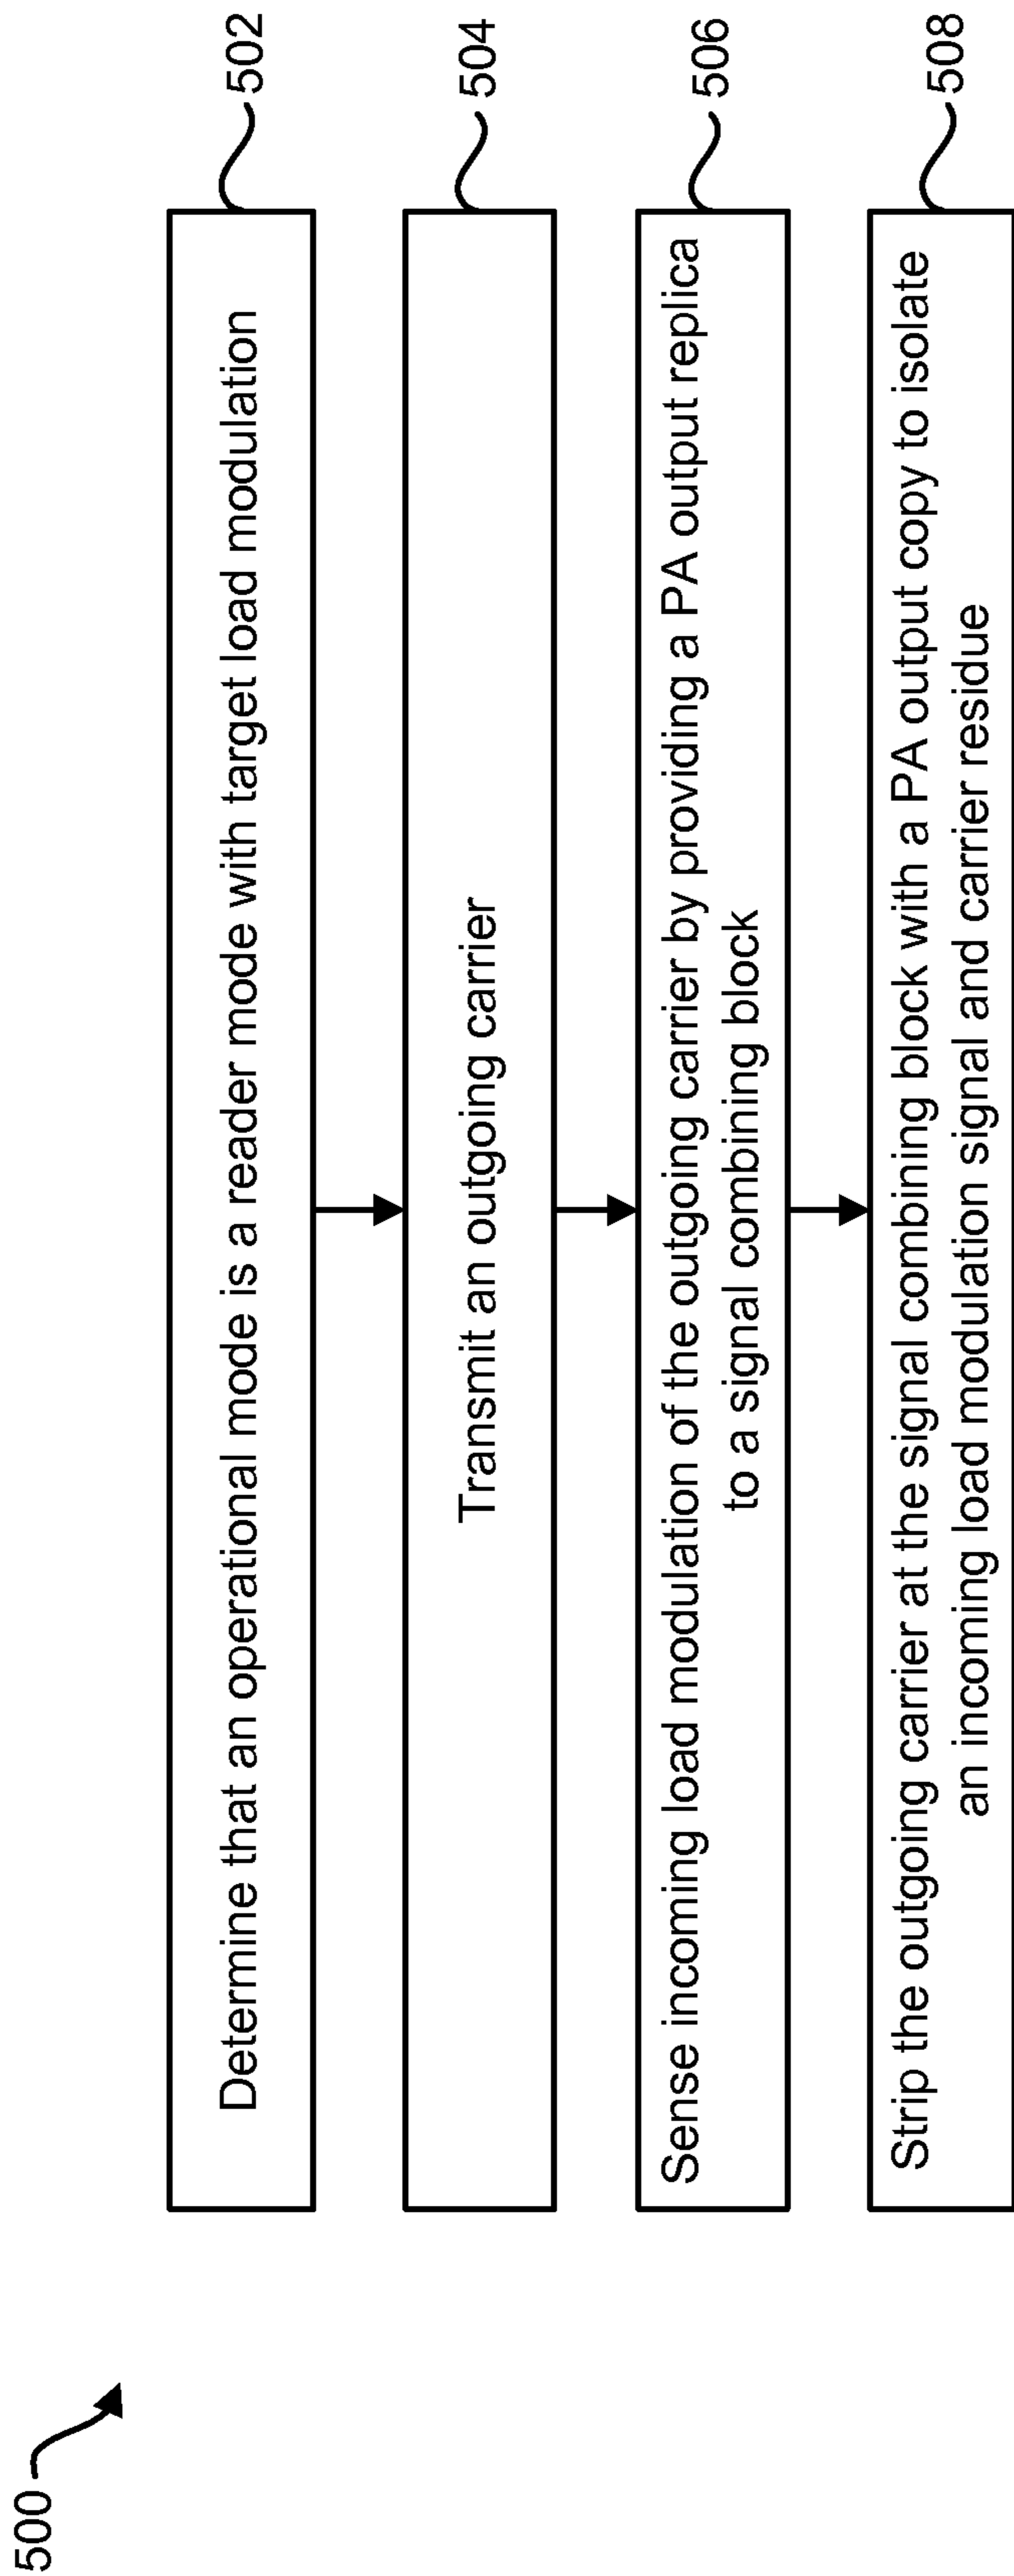 500
Determine that an operational mode is a reader mode with target load modulation
502
Transmit an outgoing carrier
504
Sense incoming load modulation of the outgoing carrier by providing a PA output replica
to a signal combining block
506
Strip the outgoing carrier at the signal combining block with a PA output copy to isolate
an incoming load modulation signal and carrier residue
508